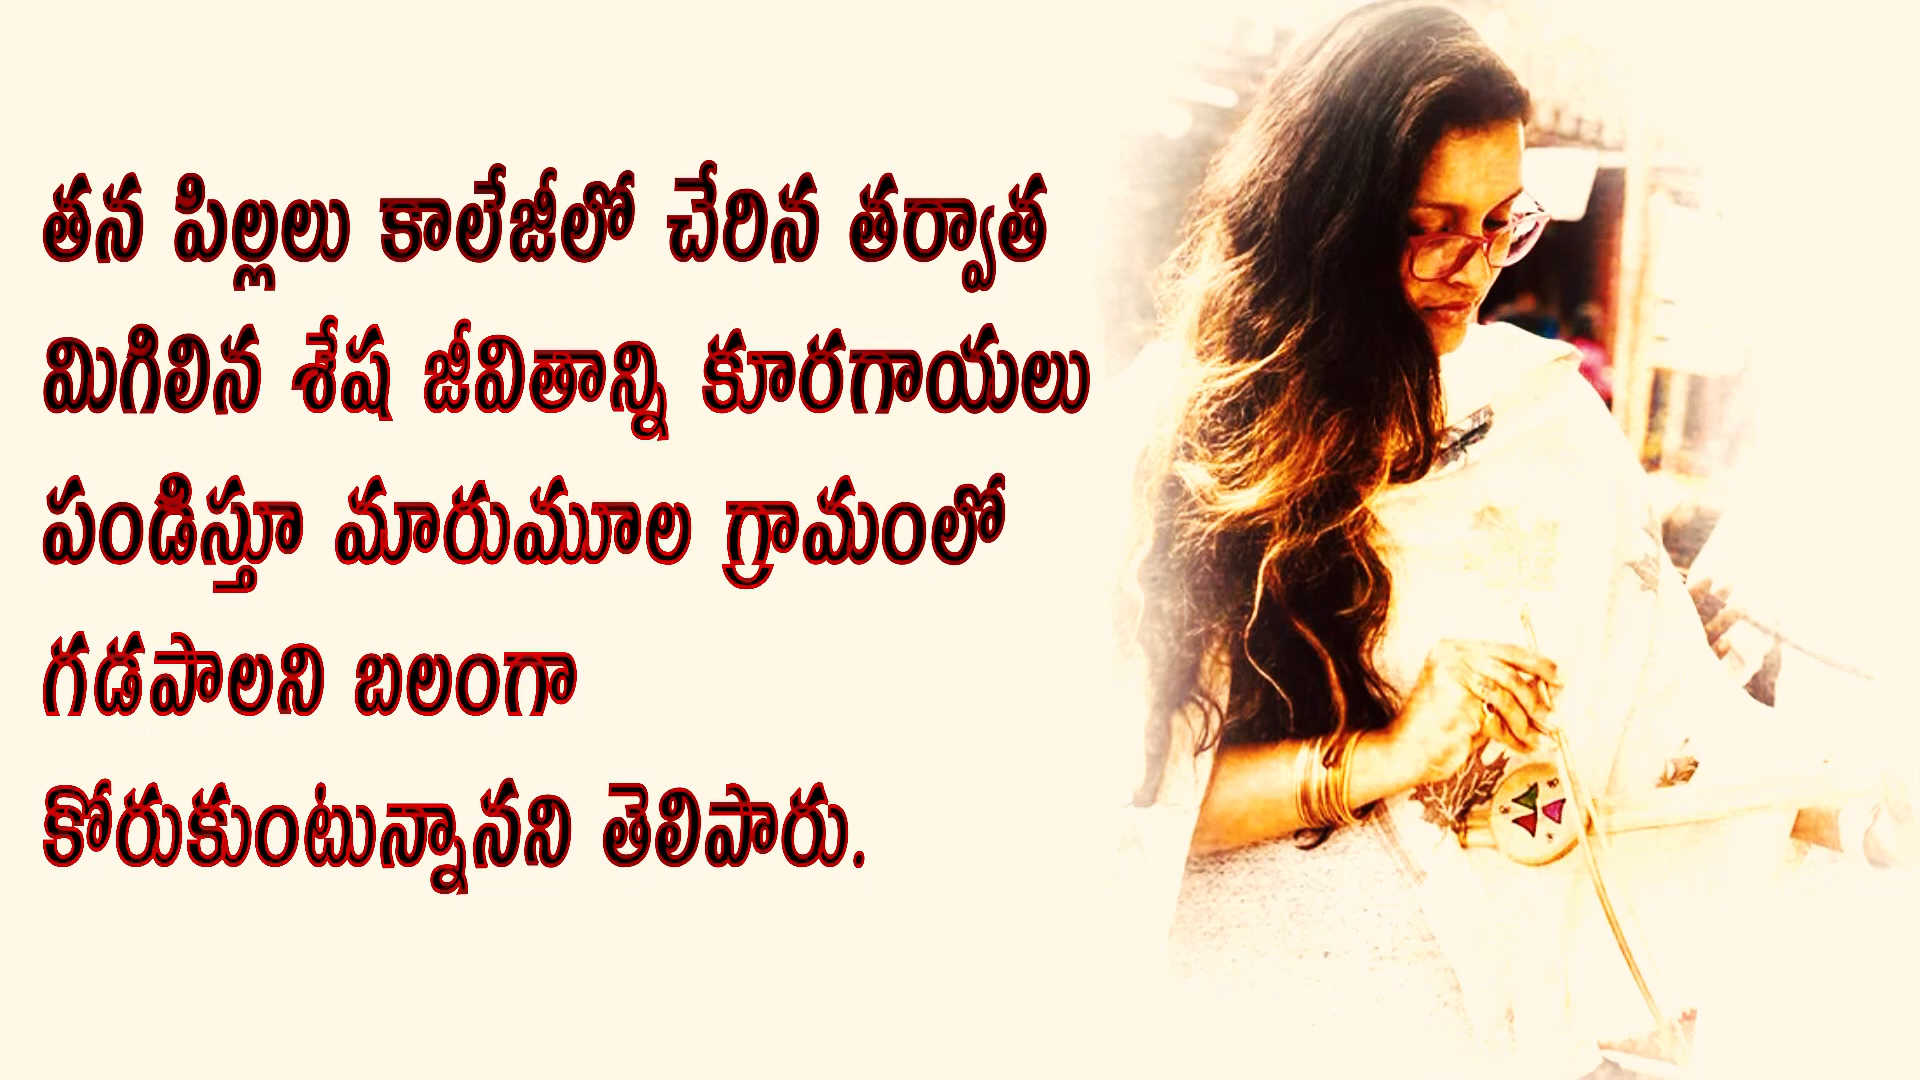 తన పిల్లలు కాలేజీలో చేరిన తర్వాత
మిగిలిన శేష జీవితాన్ని కూరగాయలు
పండిస్తూ మారుమూల గ్రామంలో
గడపాలని బలంగా
కోరుకుంటున్నానని తెలిపారు.